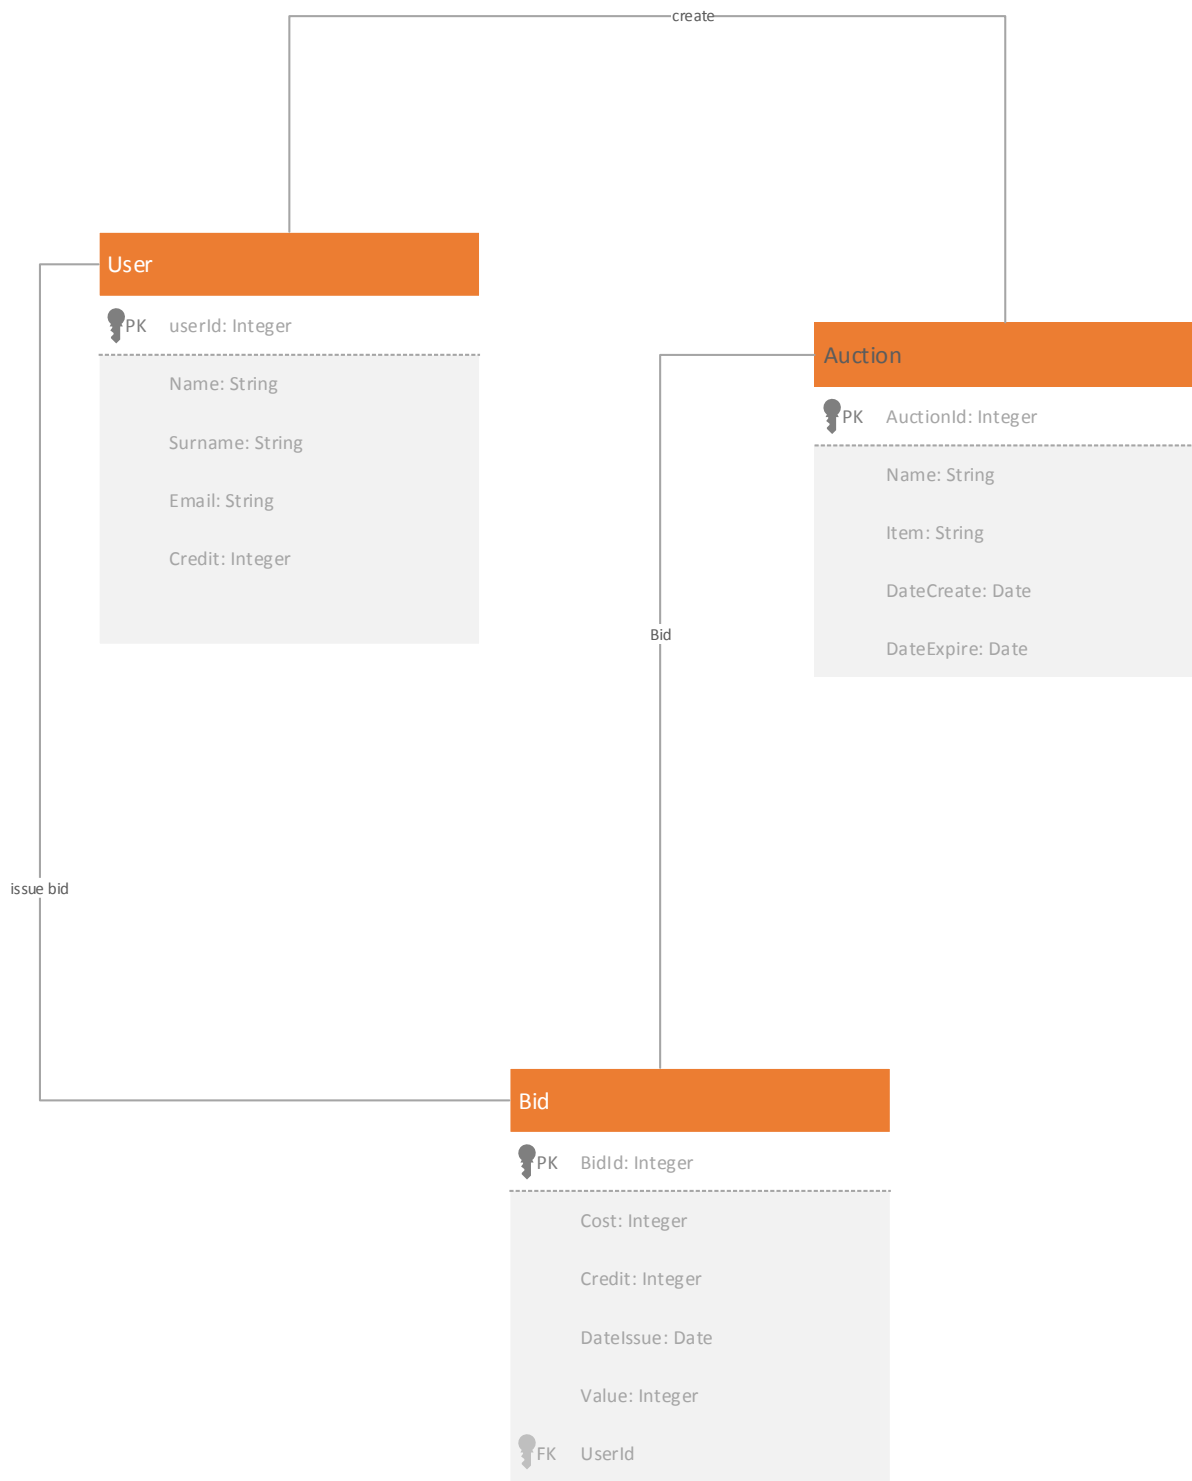 create
User
PK userId: Integer
Name: String
Surname: String
Email: String
Credit: Integer
Auction
PK AuctionId: Integer
Name: String
Item: String
DateCreate: Date
DateExpire: Date
Bid
issue bid
Bid
PK BidId: Integer
Cost: Integer
Credit: Integer
DateIssue: Date
Value: Integer
FK UserId